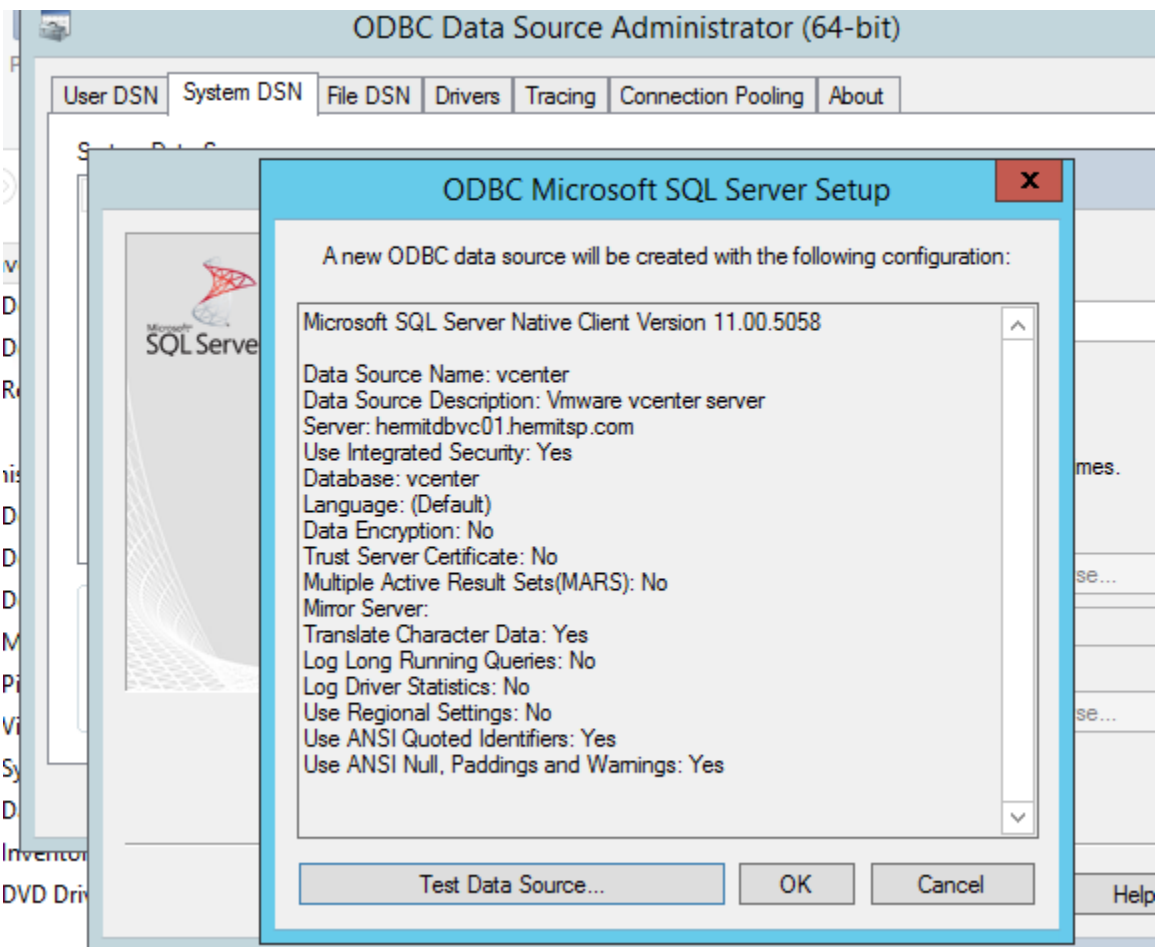 ODBC Data Source Administrator (64-bit)
User DSN
System DSN
File DSN
Drivers
Tracing
Connection Pooling
About
ODBC Microsoft SQL Server Setup
x
A new ODBC data source will be created with the following configuration:
Microsoft
SQL Serve
Microsoft SQL Server Native Client Version 11.00.5058
Data Source Name: vcenter
Data Source Description: Vmware vcenter server
Server: hermitdbvc01.hermitsp.com
Use Integrated Security: Yes
Database: vcenter
Language: (Default)
Data Encryption: No
Trust Server Certificate: No
Multiple Active Result Sets(MARS): No
Mirror Server:
Translate Character Data: Yes
Log Long Running Queries: No
Log Driver Statistics: No
Use Regional Settings: No
Use ANSI Quoted Identifiers: Yes
Use ANSI Null, Paddings and Warnings: Yes
mes.
se...
se...
DVD Driv
Test Data Source...
OK
Cancel
Help